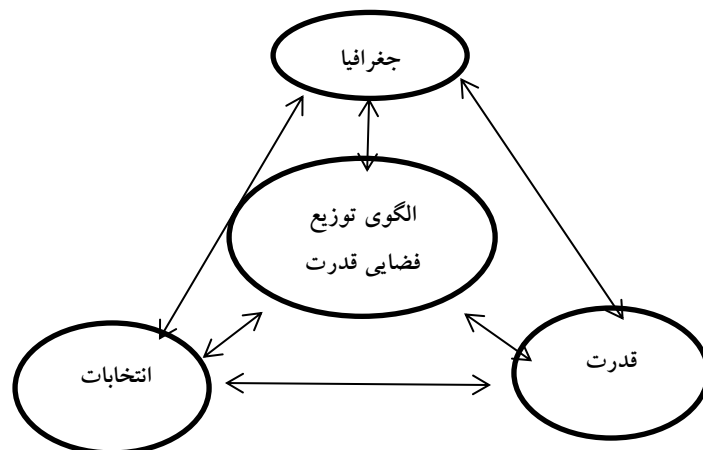 جغرافیا
الگوی توزیع
فضایی قدرت
قدرت
انتخابات